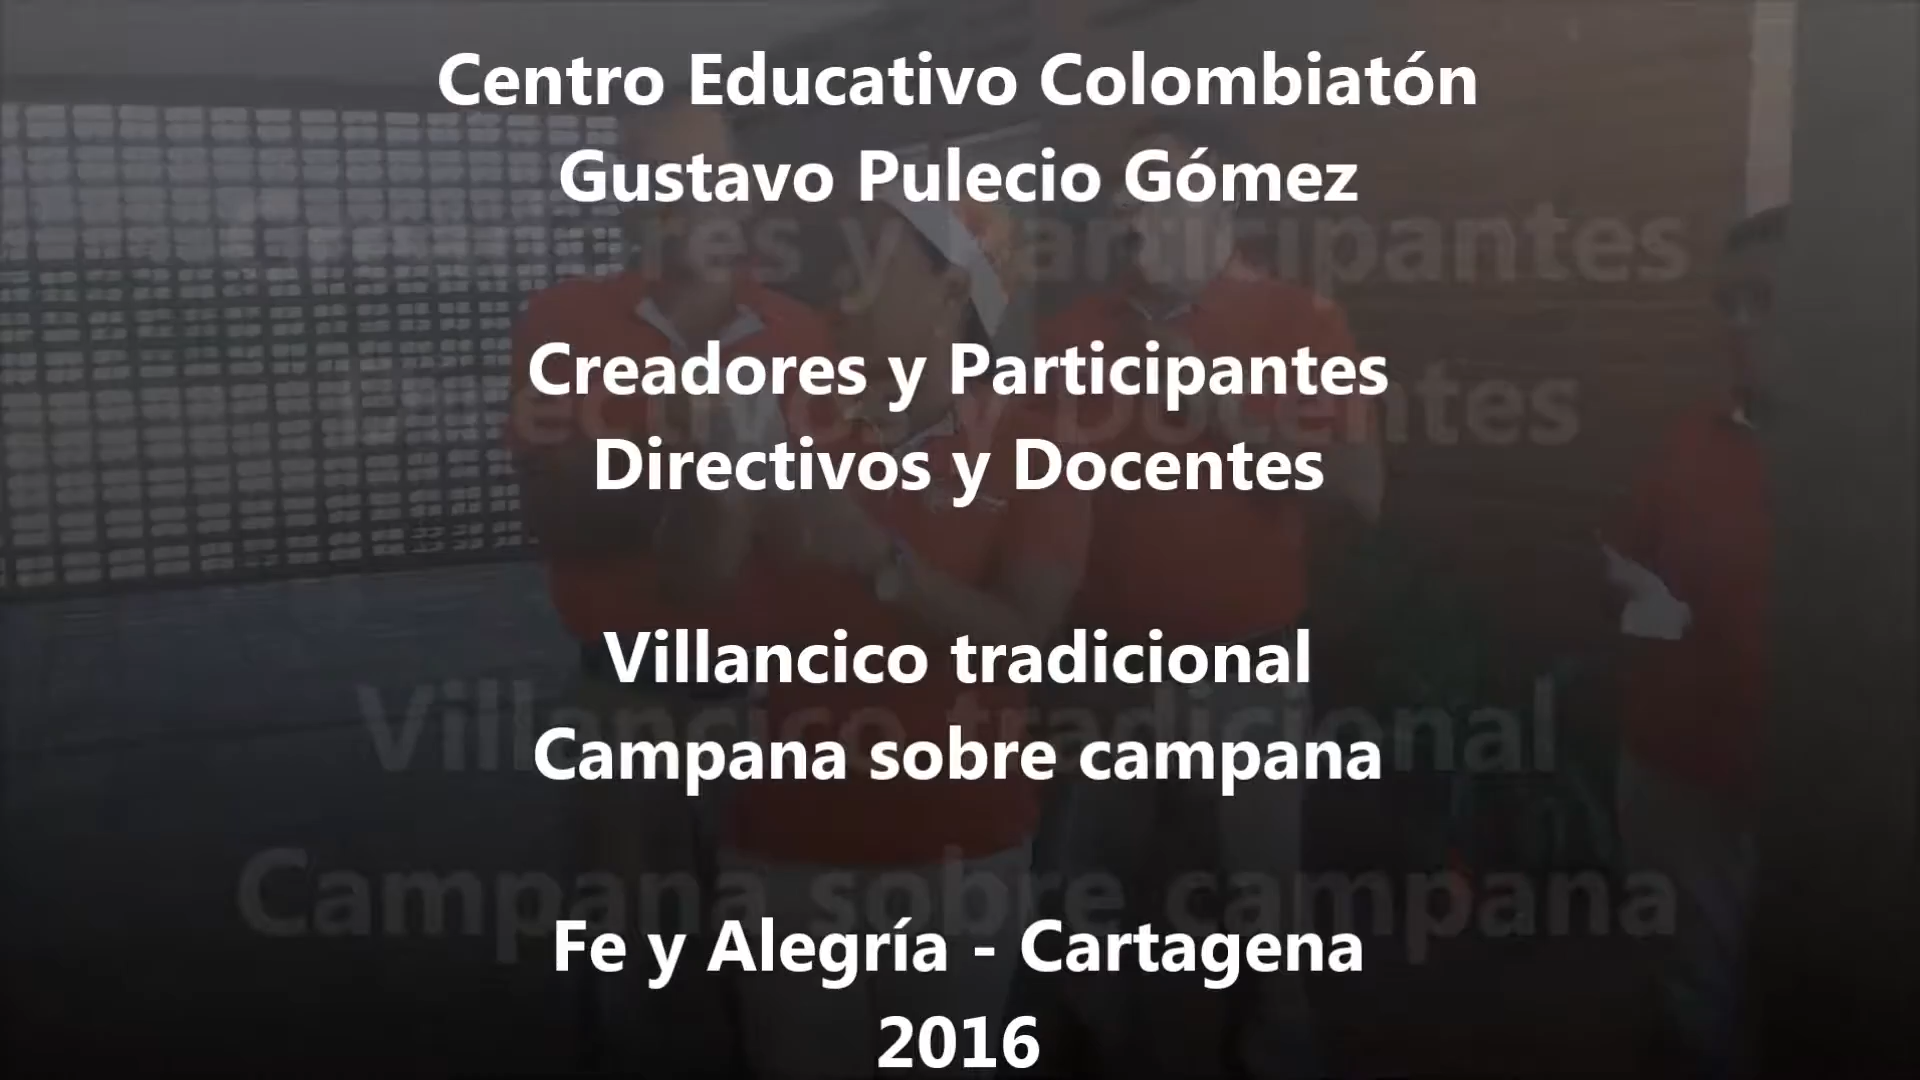 Centro Educativo Colombiatón
Gustavo Pulecio Gómez
Creadores y Participantes
Directivos y Docentes
Villancico tradicional
Campana sobre campana
Fe y Alegría - Cartagena
2016